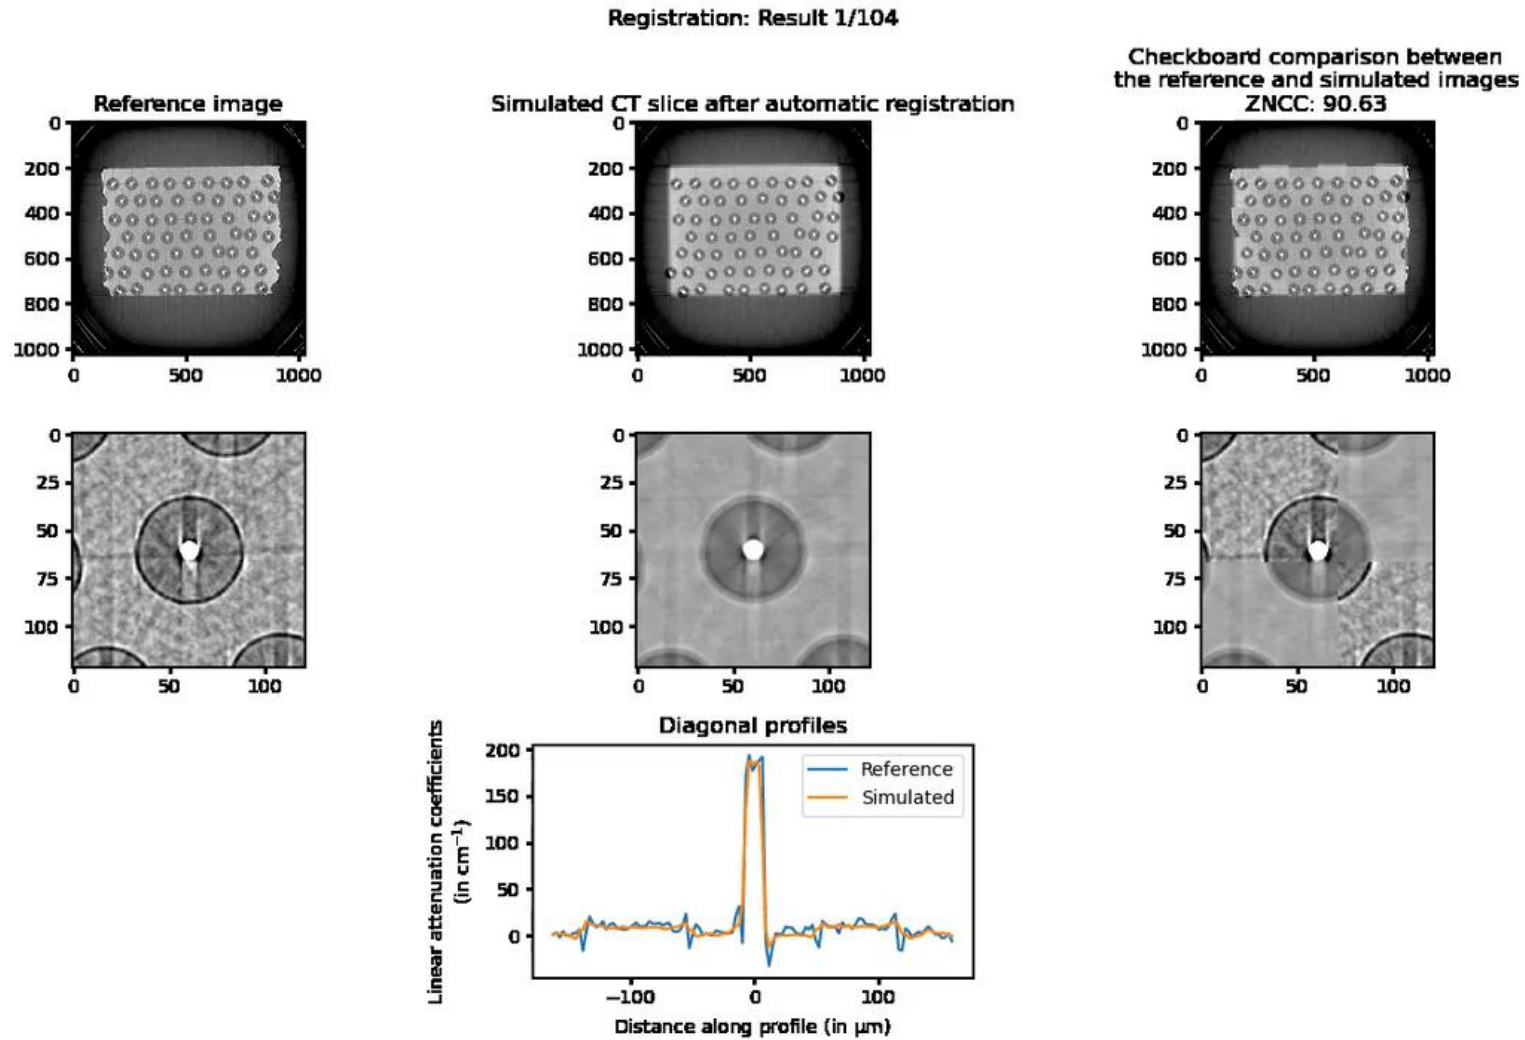 Registration: Result 1/104
Reference image
Simulated CT slice after automatic registration
Checkboard comparison between
the reference and simulated images
ZNCC: 90.63
0
200
400
600
800
1000
0 500 1000
0
200
400
600
800
1000
0 500 1000
0
200
400
600
800
1000
0 500 1000
0
25
50
75
100
0 50 100
0
25
50
75
100
0 50 100
0
25
50
75
100
0 50 100
Diagonal profiles
Linear attenuation coefficients
(in cm⁻¹)
200
150
100
50
0
Reference
Simulated
−100 0 100
Distance along profile (in μm)